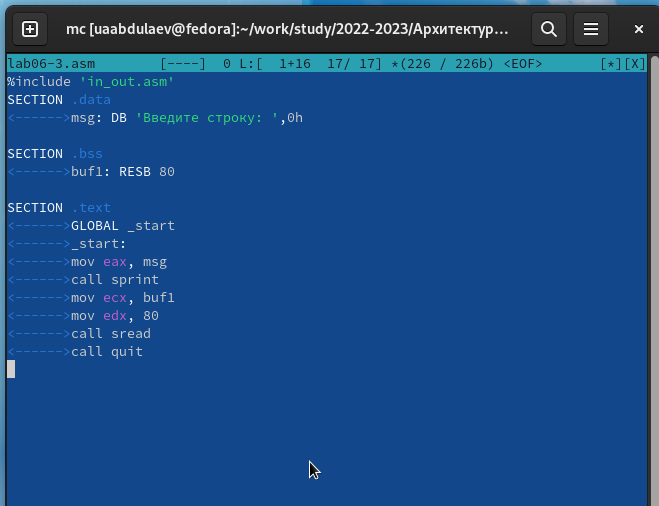 mc [uaabdulaev@fedora]:~/work/study/2022-2023/Архитектур...
lab06-3.asm [----] 0 L:[ 1+16 17/ 17] *(226 / 226b) <EOF> [*][X]
%include 'in_out.asm'
SECTION .data
<------>msg: DB 'Введите строку: ',0h
SECTION .bss
<------>buf1: RESB 80
SECTION .text
<------>GLOBAL _start
<------>_start:
<------>mov eax, msg
<------>call sprint
<------>mov ecx, buf1
<------>mov edx, 80
<------>call sread
<------>call quit